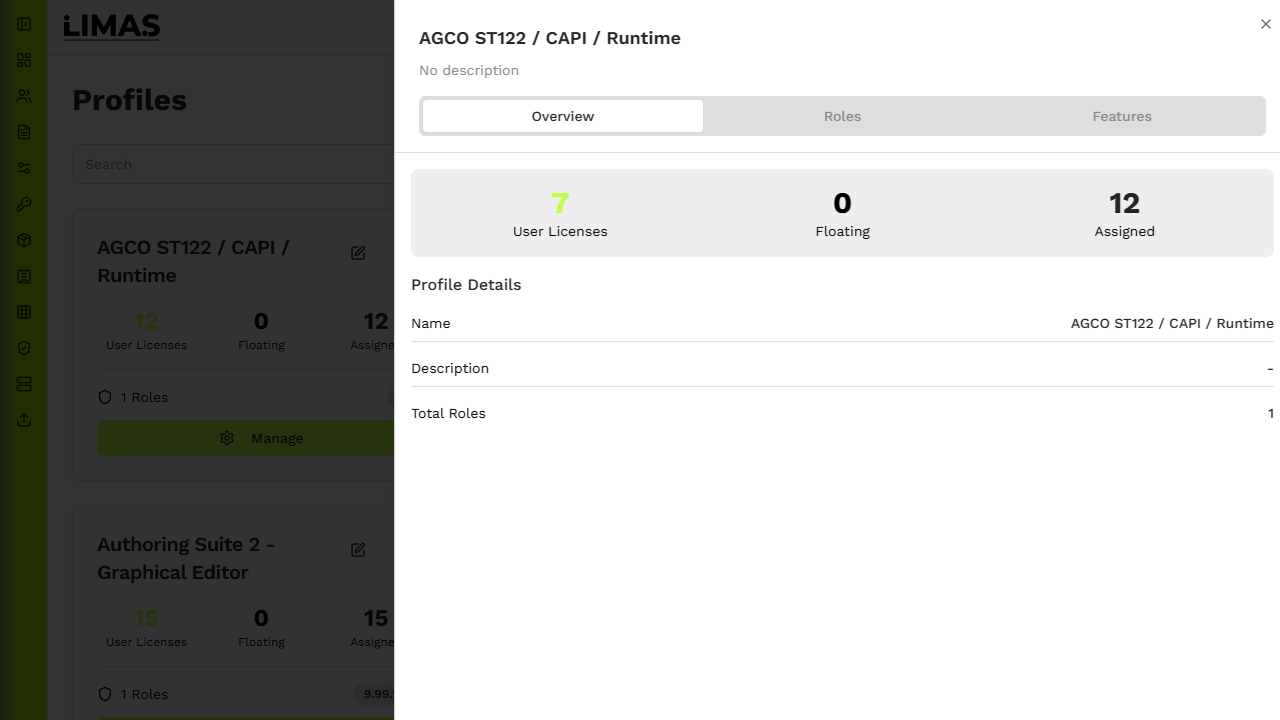 LIMAS
Profiles
Search
AGCO ST122 / CAPI /
Runtime
12
0
12
User Licenses
Floating
1 Roles
Manage
Authoring Suite 2 -
Graphical Editor
15
0
15
User Licenses
Floating
1 Roles
AGCO ST122 / CAPI / Runtime
No description
Overview
Roles
Features
7
0
12
User Licenses
Floating
Assigned
Profile Details
Name
AGCO ST122 / CAPI / Runtime
Description
-
Total Roles
1